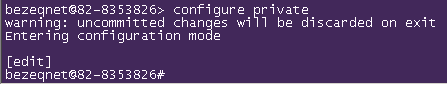 bezeqnet@82-8353826> configure private
warning: uncommitted changes will be discarded on exit
Entering configuration mode
[edit]
bezeqnet@82-8353826#